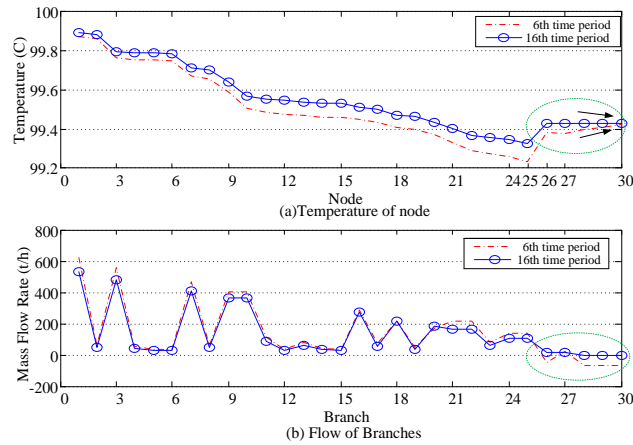 100
99.8
99.6
99.4
99.2
Temperature (C)
6th time period
16th time period
0 3 6 9 12 15 18 21 24 25 26 27 30
Node
(a)Temperature of node
800
600
400
200
0
-200
Mass Flow Rate (t/h)
6th time period
16th time period
0 3 6 9 12 15 18 21 24 27 30
Branch
(b) Flow of Branches